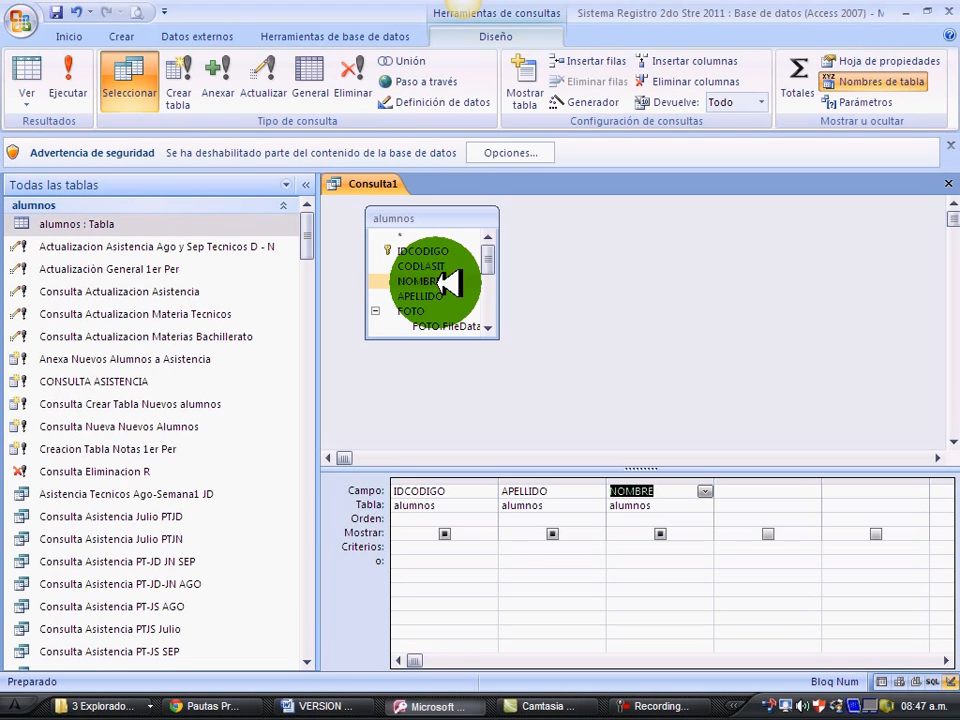 Herramientas de consultas
Sistema Registro 2do Stre 2011 : Base de datos (Access 2007) - M
Inicio
Crear
Datos externos
Herramientas de base de datos
Diseño
Ver
Ejecutar
Resultados
Seleccionar
Crear tabla
Anexar
Actualizar
General
Eliminar
Unión
Paso a través
Definición de datos
Tipo de consulta
Mostrar tabla
Insertar filas
Eliminar filas
Generador
Insertar columnas
Eliminar columnas
Devuelve: Todo
Configuración de consultas
Σ
Totales
Hoja de propiedades
XYZ Nombres de tabla
Parámetros
Mostrar u ocultar
Advertencia de seguridad Se ha deshabilitado parte del contenido de la base de datos Opciones...
Todas las tablas
alumnos
alumnos : Tabla
Actualizacion Asistencia Ago y Sep Tecnicos D - N
Actualización General 1er Per
Consulta Actualizacion Asistencia
Consulta Actualizacion Materia Tecnicos
Consulta Actualizacion Materias Bachillerato
Anexa Nuevos Alumnos a Asistencia
CONSULTA ASISTENCIA
Consulta Crear Tabla Nuevos alumnos
Consulta Nueva Nuevos Alumnos
Creacion Tabla Notas 1er Per
Consulta Eliminacion R
Asistencia Tecnicos Ago-Semana1 JD
Consulta Asistencia Julio PTJD
Consulta Asistencia Julio PTJN
Consulta Asistencia PT-JD JN SEP
Consulta Asistencia PT-JD-JN AGO
Consulta Asistencia PT-JS AGO
Consulta Asistencia PTJS Julio
Consulta Asistencia PT-JS SEP
Consulta1
alumnos
*
IDCODIGO
CODLASIT
NOMBRE
APELLIDO
FOTO
FOTO.FileData
Campo: IDCODIGO APELLIDO NOMBRE
Tabla: alumnos alumnos alumnos
Orden:
Mostrar:
Criterios:
o:
Preparado
Bloq Num
SQL
3 Explorado...
Pautas Pr...
VERSION ...
Microsoft ...
Camtasia ...
Recording...
08:47 a.m.